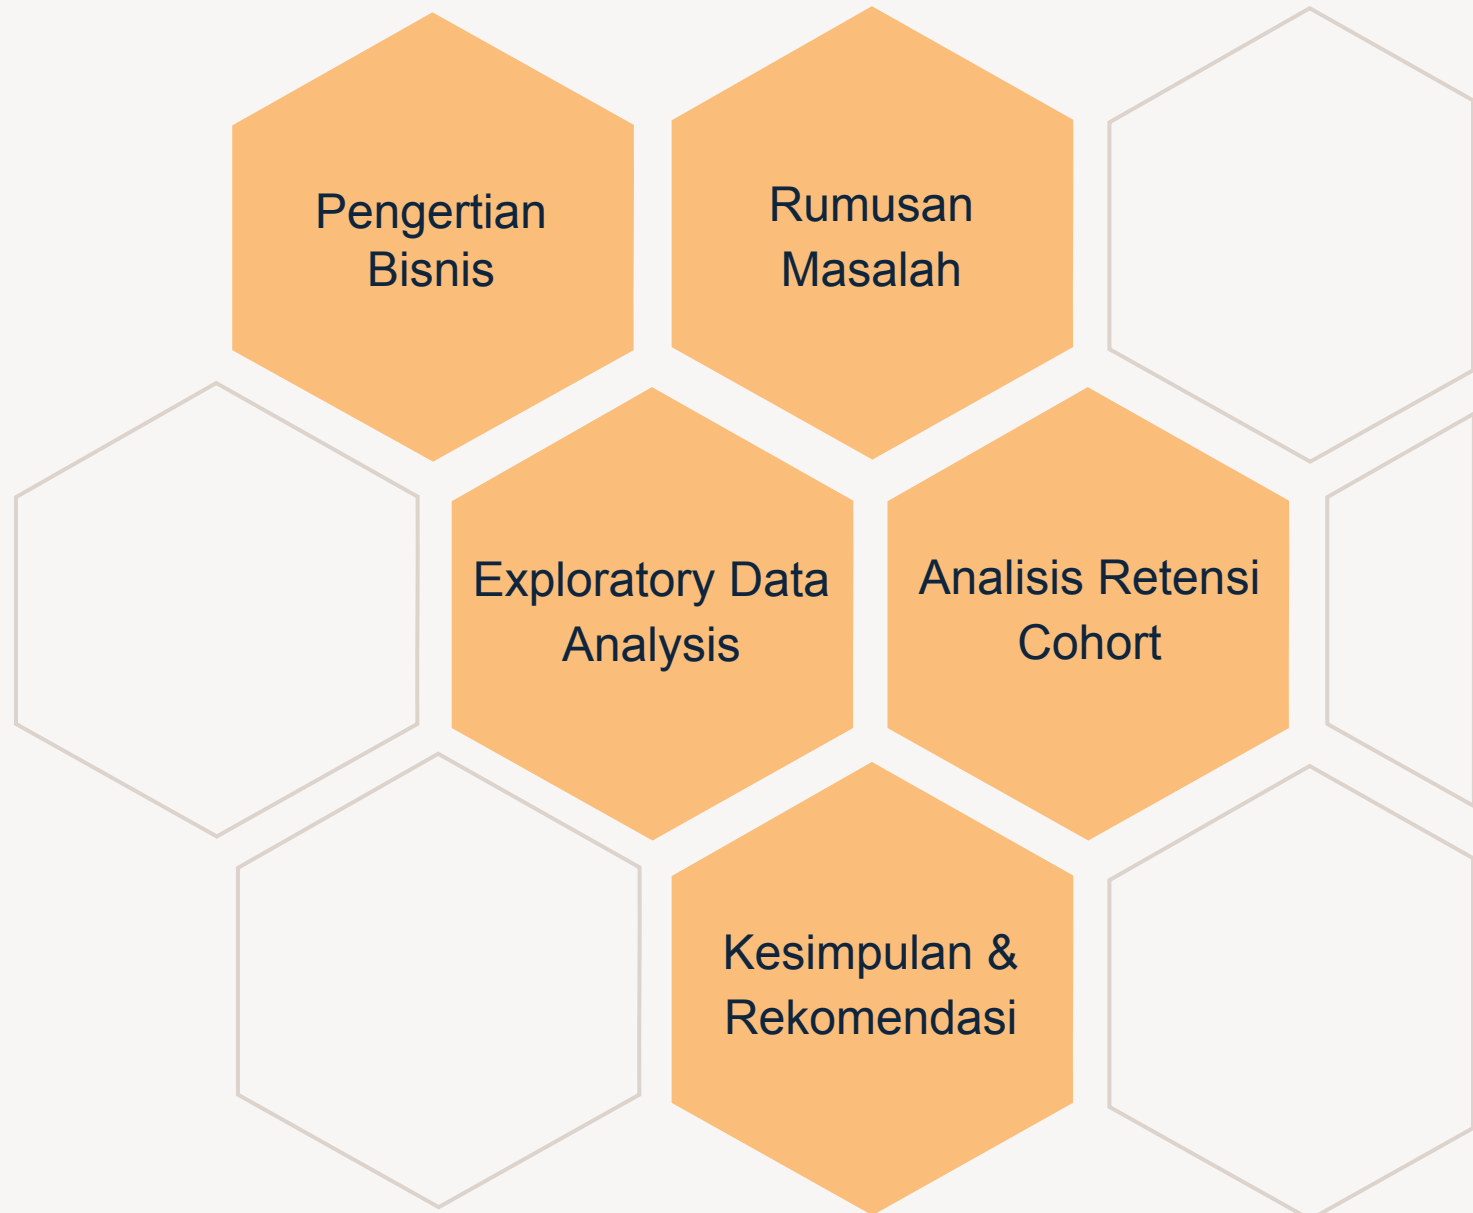 Pengertian
Bisnis
Rumusan
Masalah
Exploratory Data
Analysis
Analisis Retensi
Cohort
Kesimpulan &
Rekomendasi